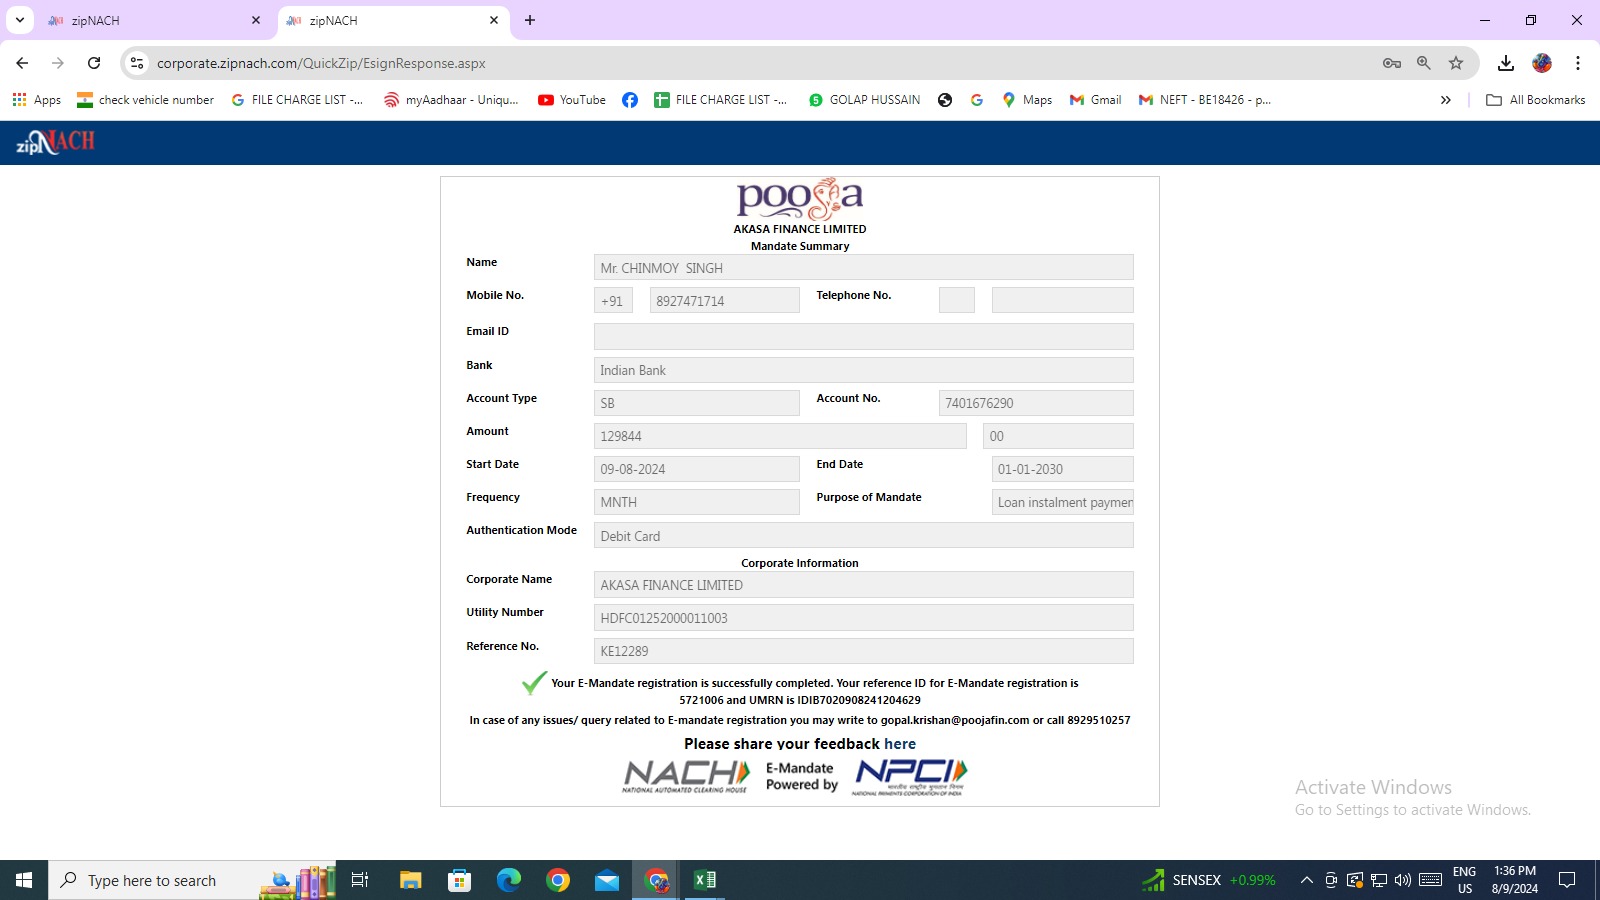 zipNACH
zipNACH
corporate.zipnach.com/QuickZip/EsignResponse.aspx
Apps
check vehicle number
FILE CHARGE LIST -...
myAadhaar - Uniqu...
YouTube
FILE CHARGE LIST -...
GOLAP HUSSAIN
Maps
Gmail
NEFT - BE18426 - p...
All Bookmarks
zipNACH
pooja
AKASA FINANCE LIMITED
Mandate Summary
Name Mr. CHINMOY SINGH
Mobile No. +91 8927471714 Telephone No.
Email ID
Bank Indian Bank
Account Type SB Account No. 7401676290
Amount 129844 00
Start Date 09-08-2024 End Date 01-01-2030
Frequency MNTH Purpose of Mandate Loan instalment paymen
Authentication Mode Debit Card
Corporate Information
Corporate Name AKASA FINANCE LIMITED
Utility Number HDFC01252000011003
Reference No. KE12289
Your E-Mandate registration is successfully completed. Your reference ID for E-Mandate registration is
5721006 and UMRN is IDIB7020908241204629
In case of any issues/ query related to E-mandate registration you may write to gopal.krishan@poojafin.com or call 8929510257
Please share your feedback here
NACH
NATIONAL AUTOMATED CLEARING HOUSE
E-Mandate
Powered by
NPCI
भारतीय राष्ट्रीय भुगतान निगम
NATIONAL PAYMENTS CORPORATION OF INDIA
Activate Windows
Go to Settings to activate Windows.
Type here to search
SENSEX +0.99%
ENG
US
1:36 PM
8/9/2024